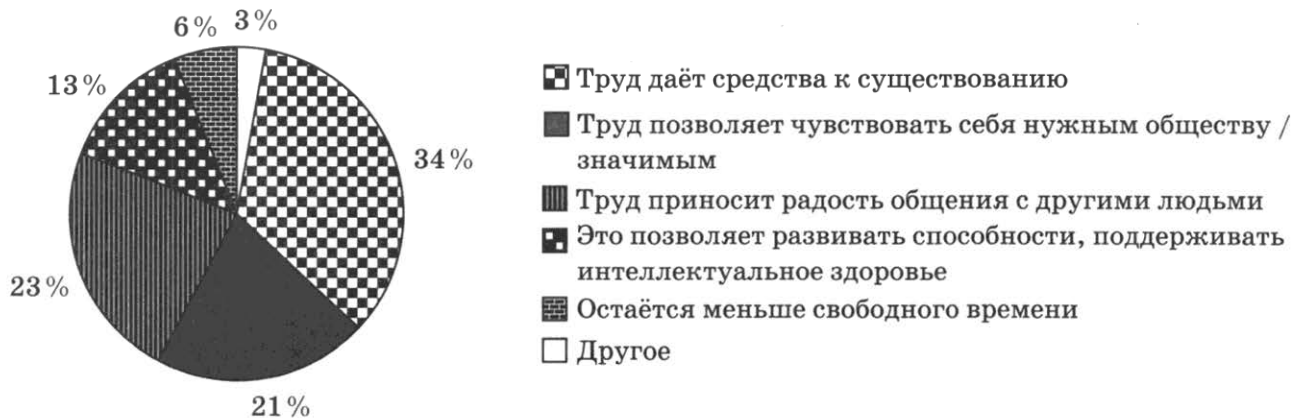 6% 3%
13%
34%
23%
21%
Труд даёт средства к существованию
Труд позволяет чувствовать себя нужным обществу /
значимым
Труд приносит радость общения с другими людьми
Это позволяет развивать способности, поддерживать
интеллектуальное здоровье
Остаётся меньше свободного времени
Другое